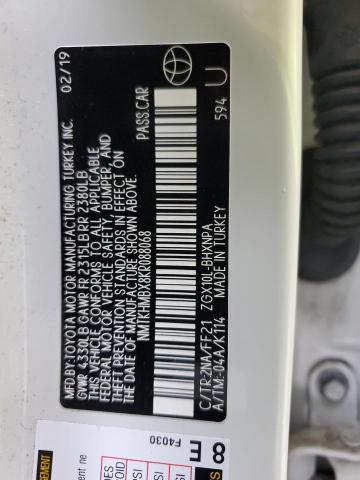 MFD BY:TOYOTA MOTOR MANUFACTURING TURKEY INC. 02/19
GVWR 4330LB GAWR FR 2315LB RR 2380LB
THIS VEHICLE CONFORMS TO ALL APPLICABLE
FEDERAL MOTOR VEHICLE SAFETY, BUMPER, AND
THEFT PREVENTION STANDARDS IN EFFECT ON
THE DATE OF MANUFACTURE SHOWN ABOVE.
NMTKHMBX8KR088068 PASS.CAR
C/TR:2NA/FF21 ZGX10L-BHXNPA U
A/TM:-04A/K114 MADE IN TURKEY 594
F4030
8E